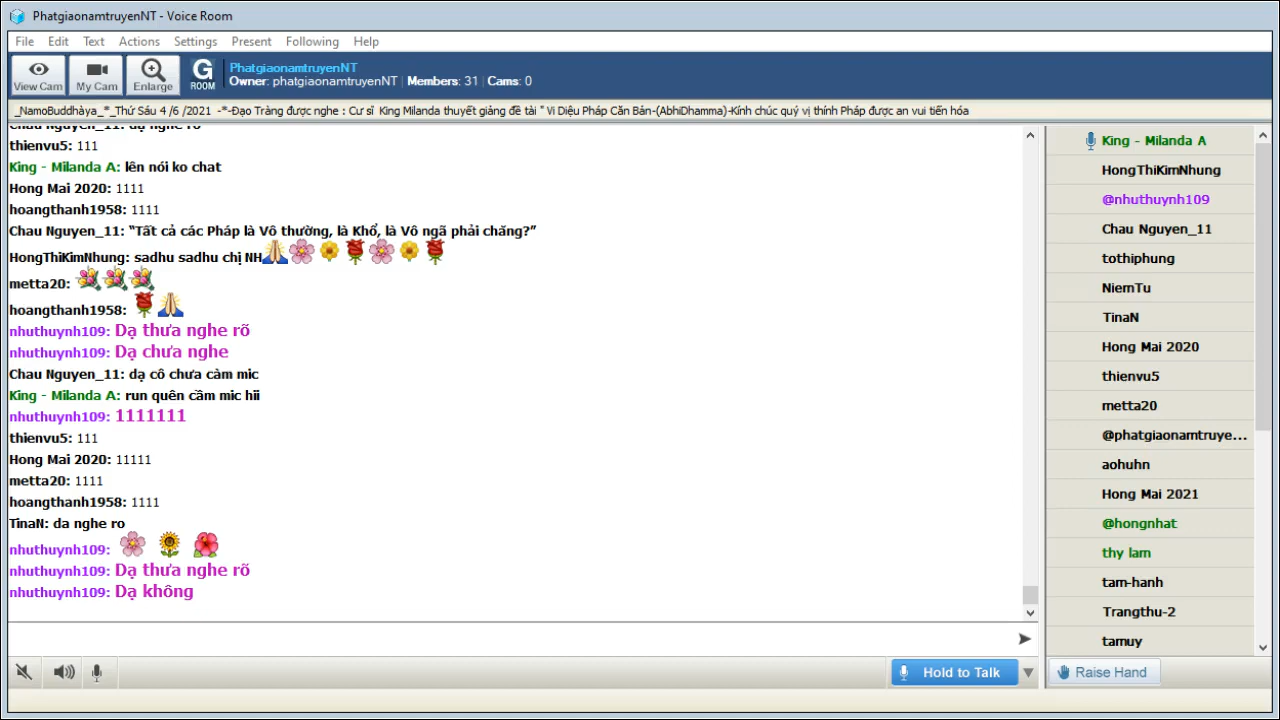 PhatgiaonamtruyenNT - Voice Room
File Edit Text Actions Settings Present Following Help
View Cam
My Cam
Enlarge
G ROOM
PhatgiaonamtruyenNT
Owner: phatgiaonamtruyenNT | Members: 31 | Cams: 0
_NamoBuddhàya_*_Thứ Sáu 4 /6 /2021 -*-Đạo Tràng được nghe : Cư sĩ King Milanda thuyết giảng đề tài " Vi Diệu Pháp Căn Bản-(AbhiDhamma)-Kính chúc quý vị thính Pháp được an vui tiến hóa
Chau Nguyen_11: dạ nghe rõ
thienvu5: 111
King - Milanda A: lên nói ko chat
Hong Mai 2020: 1111
hoangthanh1958: 1111
Chau Nguyen_11: “Tất cả các Pháp là Vô thường, là Khổ, là Vô ngã phải chăng?”
HongThiKimNhung: sadhu sadhu chị NH
metta20:
hoangthanh1958:
nhuthuynh109: Dạ thưa nghe rõ
nhuthuynh109: Dạ chưa nghe
Chau Nguyen_11: dạ cô chưa càm mic
King - Milanda A: run quên cầm mic hii
nhuthuynh109: 1111111
thienvu5: 111
Hong Mai 2020: 11111
metta20: 1111
hoangthanh1958: 1111
TinaN: da nghe ro
nhuthuynh109:
nhuthuynh109: Dạ thưa nghe rõ
nhuthuynh109: Dạ không
King - Milanda A
HongThiKimNhung
@nhuthuynh109
Chau Nguyen_11
tothiphung
NiemTu
TinaN
Hong Mai 2020
thienvu5
metta20
@phatgiaonamtruye...
aohuhn
Hong Mai 2021
@hongnhat
thy lam
tam-hanh
Trangthu-2
tamuy
Hold to Talk
Raise Hand